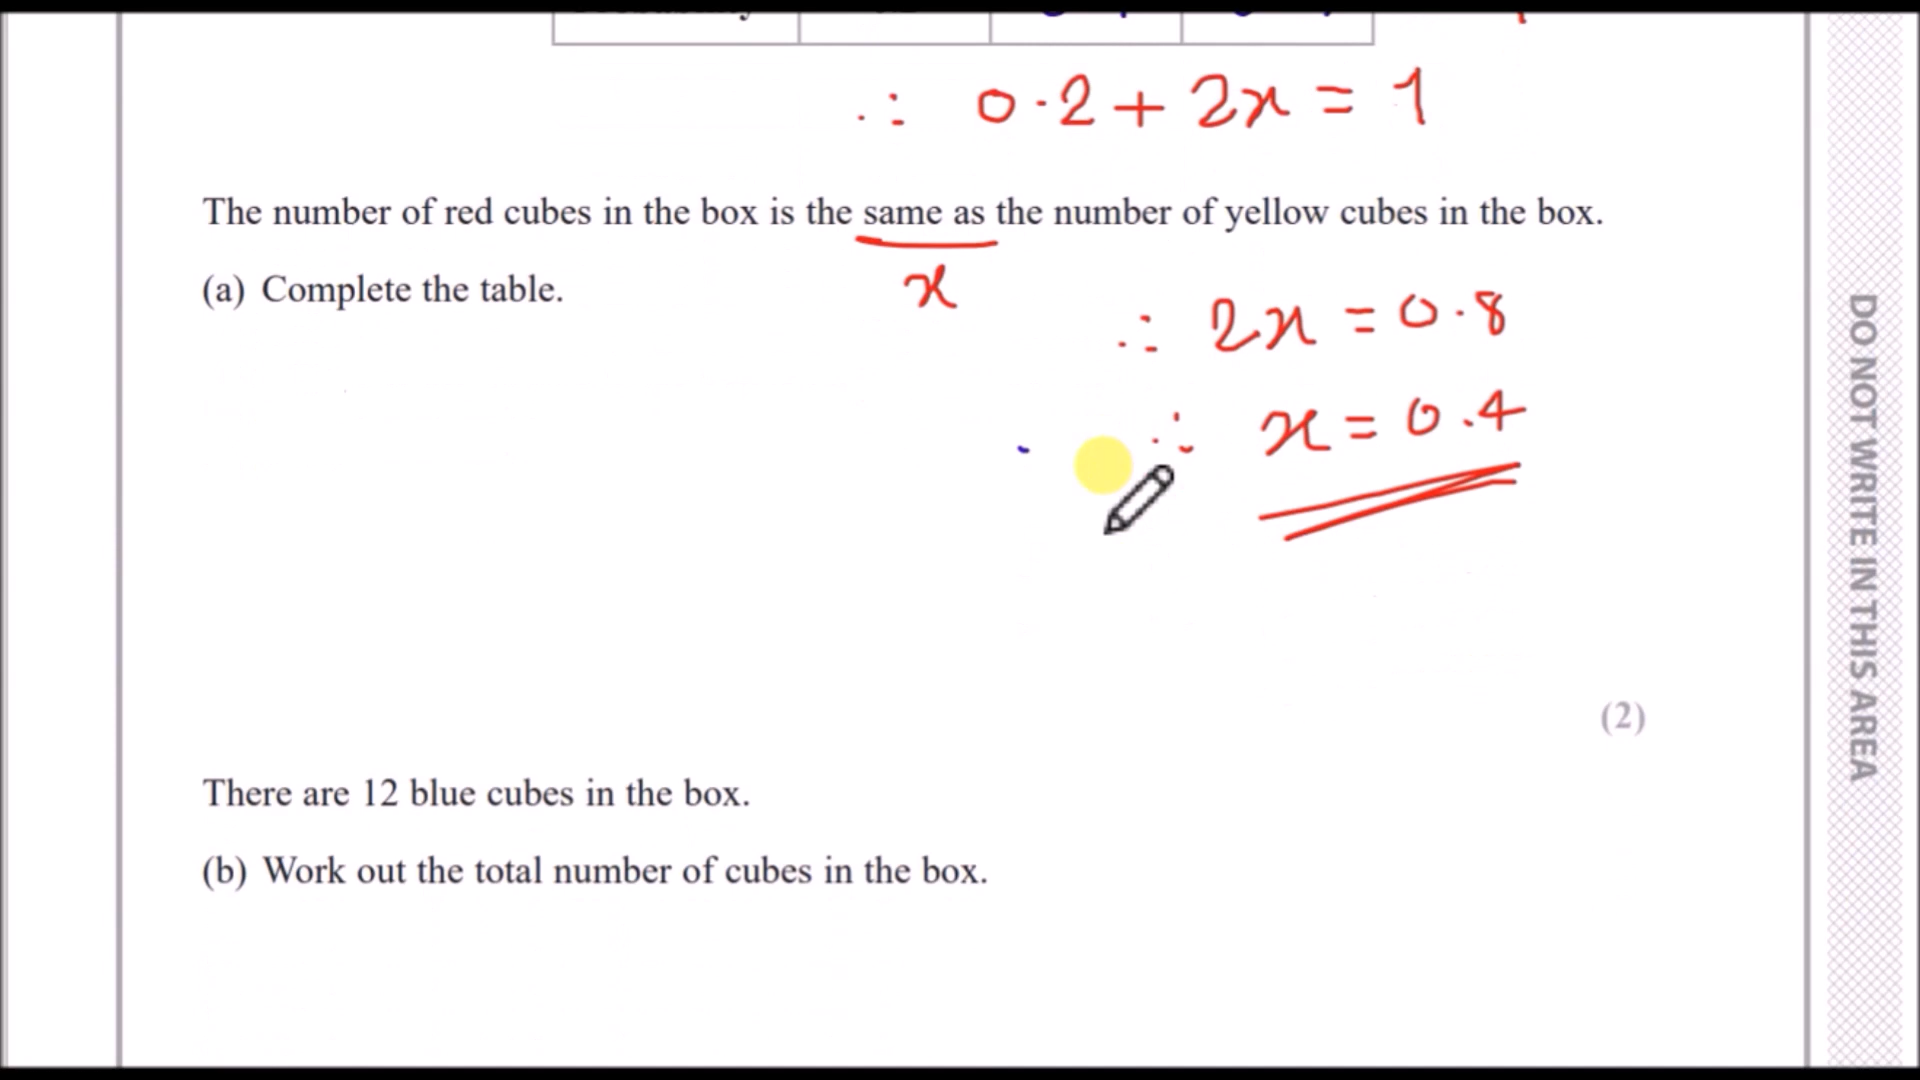 ∴ 0.2 + 2x = 1
The number of red cubes in the box is the same as the number of yellow cubes in the box.
x
(a) Complete the table.
∴ 2x = 0.8
∴ x = 0.4
(2)
There are 12 blue cubes in the box.
(b) Work out the total number of cubes in the box.
DO NOT WRITE IN THIS AREA